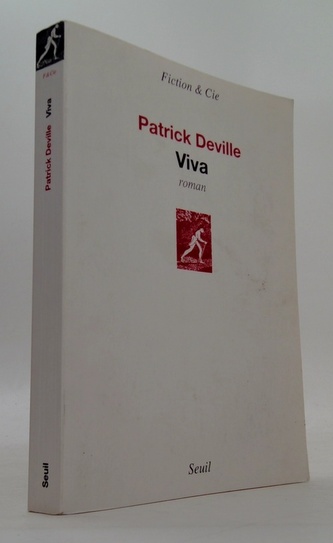 Fiction & Cie
Patrick Deville
Viva
roman
Seuil
Patrick Deville Viva
Seuil